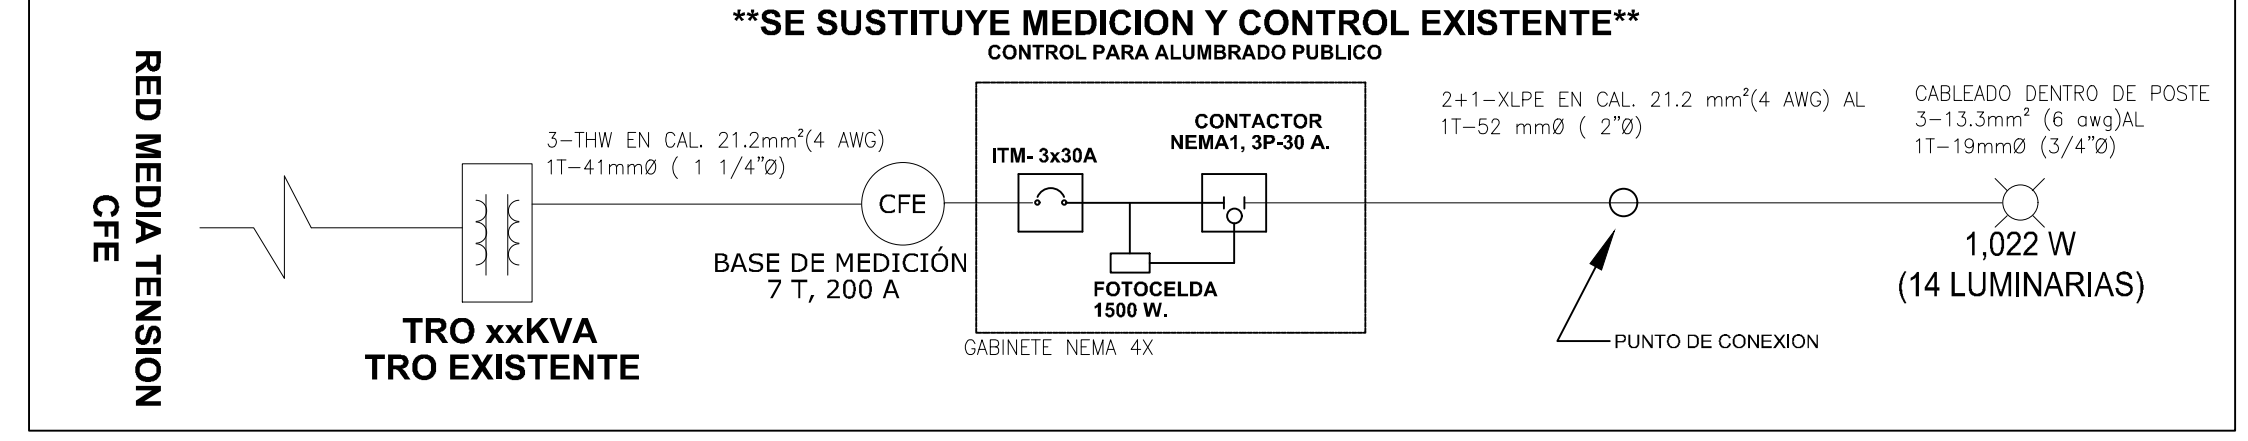 **SE SUSTITUYE MEDICION Y CONTROL EXISTENTE**
CONTROL PARA ALUMBRADO PUBLICO
RED MEDIA TENSION
CFE
TRO xxKVA
TRO EXISTENTE
3-THW EN CAL. 21.2mm²(4 AWG)
1T-41mmØ ( 1 1/4"Ø)
CFE
BASE DE MEDICIÓN
7 T, 200 A
ITM- 3x30A
CONTACTOR
NEMA1, 3P-30 A.
FOTOCELDA
1500 W.
GABINETE NEMA 4X
2+1-XLPE EN CAL. 21.2 mm²(4 AWG) AL
1T-52 mmØ ( 2"Ø)
PUNTO DE CONEXION
CABLEADO DENTRO DE POSTE
3-13.3mm² (6 awg)AL
1T-19mmØ (3/4"Ø)
1,022 W
(14 LUMINARIAS)